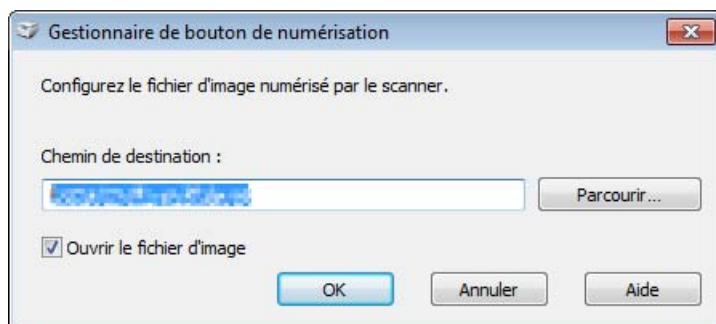 Gestionnaire de bouton de numérisation
Configurez le fichier d'image numérisé par le scanner.
Chemin de destination :
Parcourir...
Ouvrir le fichier d'image
OK Annuler Aide